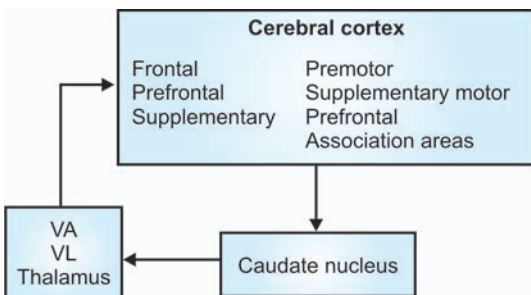 Cerebral cortex
Frontal
Prefrontal
Supplementary
Premotor
Supplementary motor
Prefrontal
Association areas
VA
VL
Thalamus
Caudate nucleus